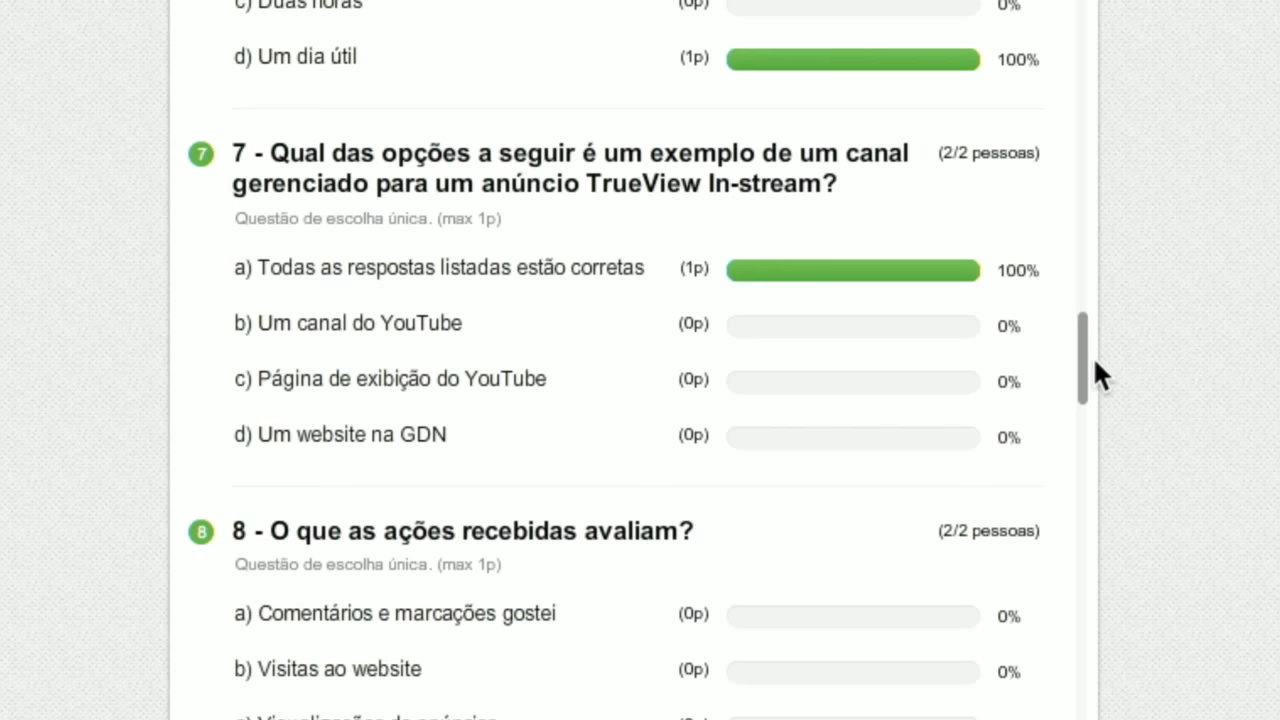 c) Duas horas (0p) 0%
d) Um dia útil (1p) 100%
7 7 - Qual das opções a seguir é um exemplo de um canal (2/2 pessoas)
gerenciado para um anúncio TrueView In-stream?
Questão de escolha única. (max 1p)
a) Todas as respostas listadas estão corretas (1p) 100%
b) Um canal do YouTube (0p) 0%
c) Página de exibição do YouTube (0p) 0%
d) Um website na GDN (0p) 0%
8 8 - O que as ações recebidas avaliam? (2/2 pessoas)
Questão de escolha única. (max 1p)
a) Comentários e marcações gostei (0p) 0%
b) Visitas ao website (0p) 0%